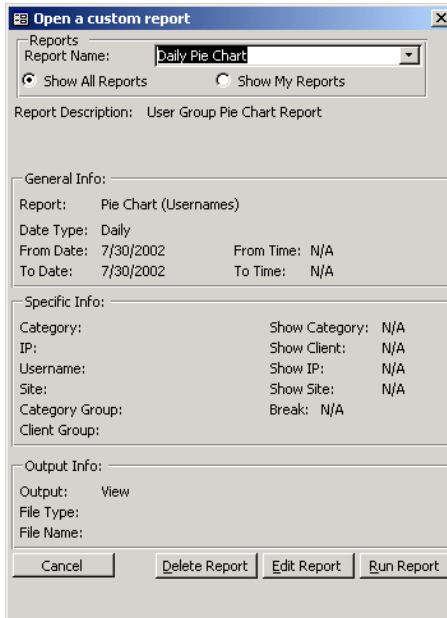 Open a custom report
Reports
Report Name: Daily Pie Chart
Show All Reports Show My Reports
Report Description: User Group Pie Chart Report
General Info:
Report: Pie Chart (Usernames)
Date Type: Daily
From Date: 7/30/2002 From Time: N/A
To Date: 7/30/2002 To Time: N/A
Specific Info:
Category: Show Category: N/A
IP: Show Client: N/A
Username: Show IP: N/A
Site: Show Site: N/A
Category Group: Break: N/A
Client Group:
Output Info:
Output: View
File Type:
File Name:
Cancel Delete Report Edit Report Run Report